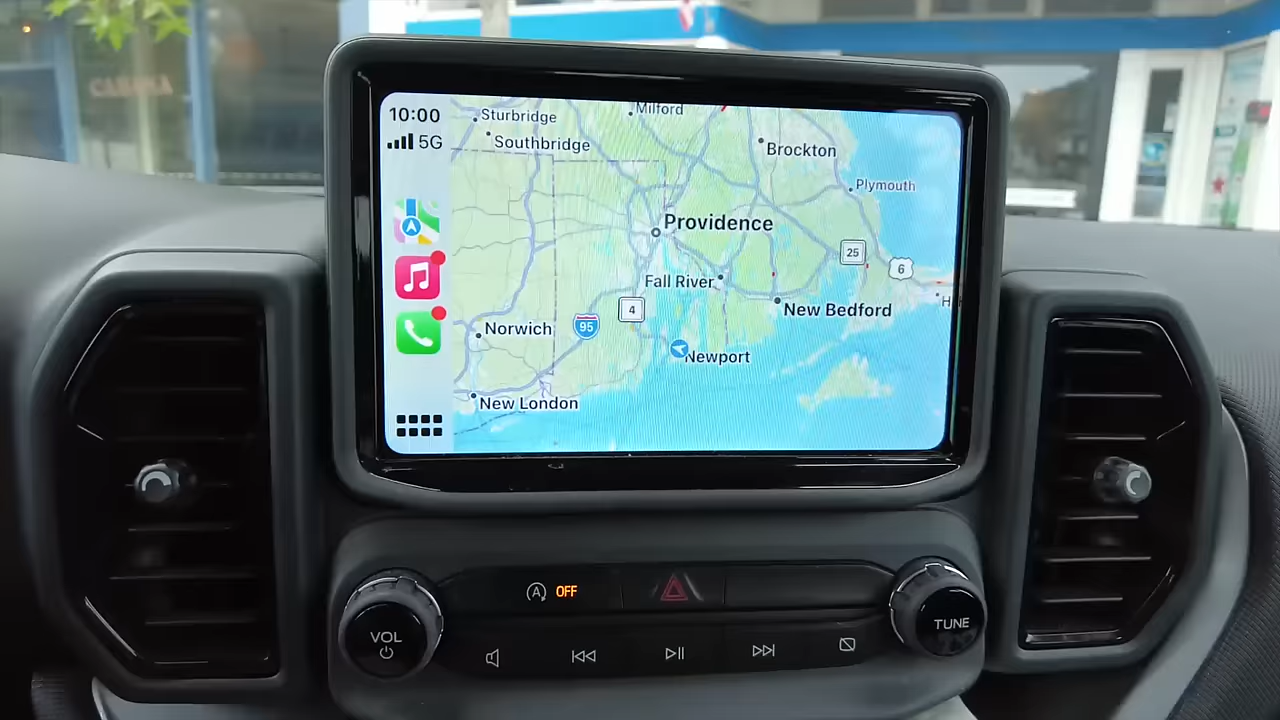 10:00
5G
Sturbridge
Milford
Southbridge
Brockton
Plymouth
Providence
25
6
Fall River
4
New Bedford
H
Norwich
95
Newport
New London
A OFF
VOL
TUNE